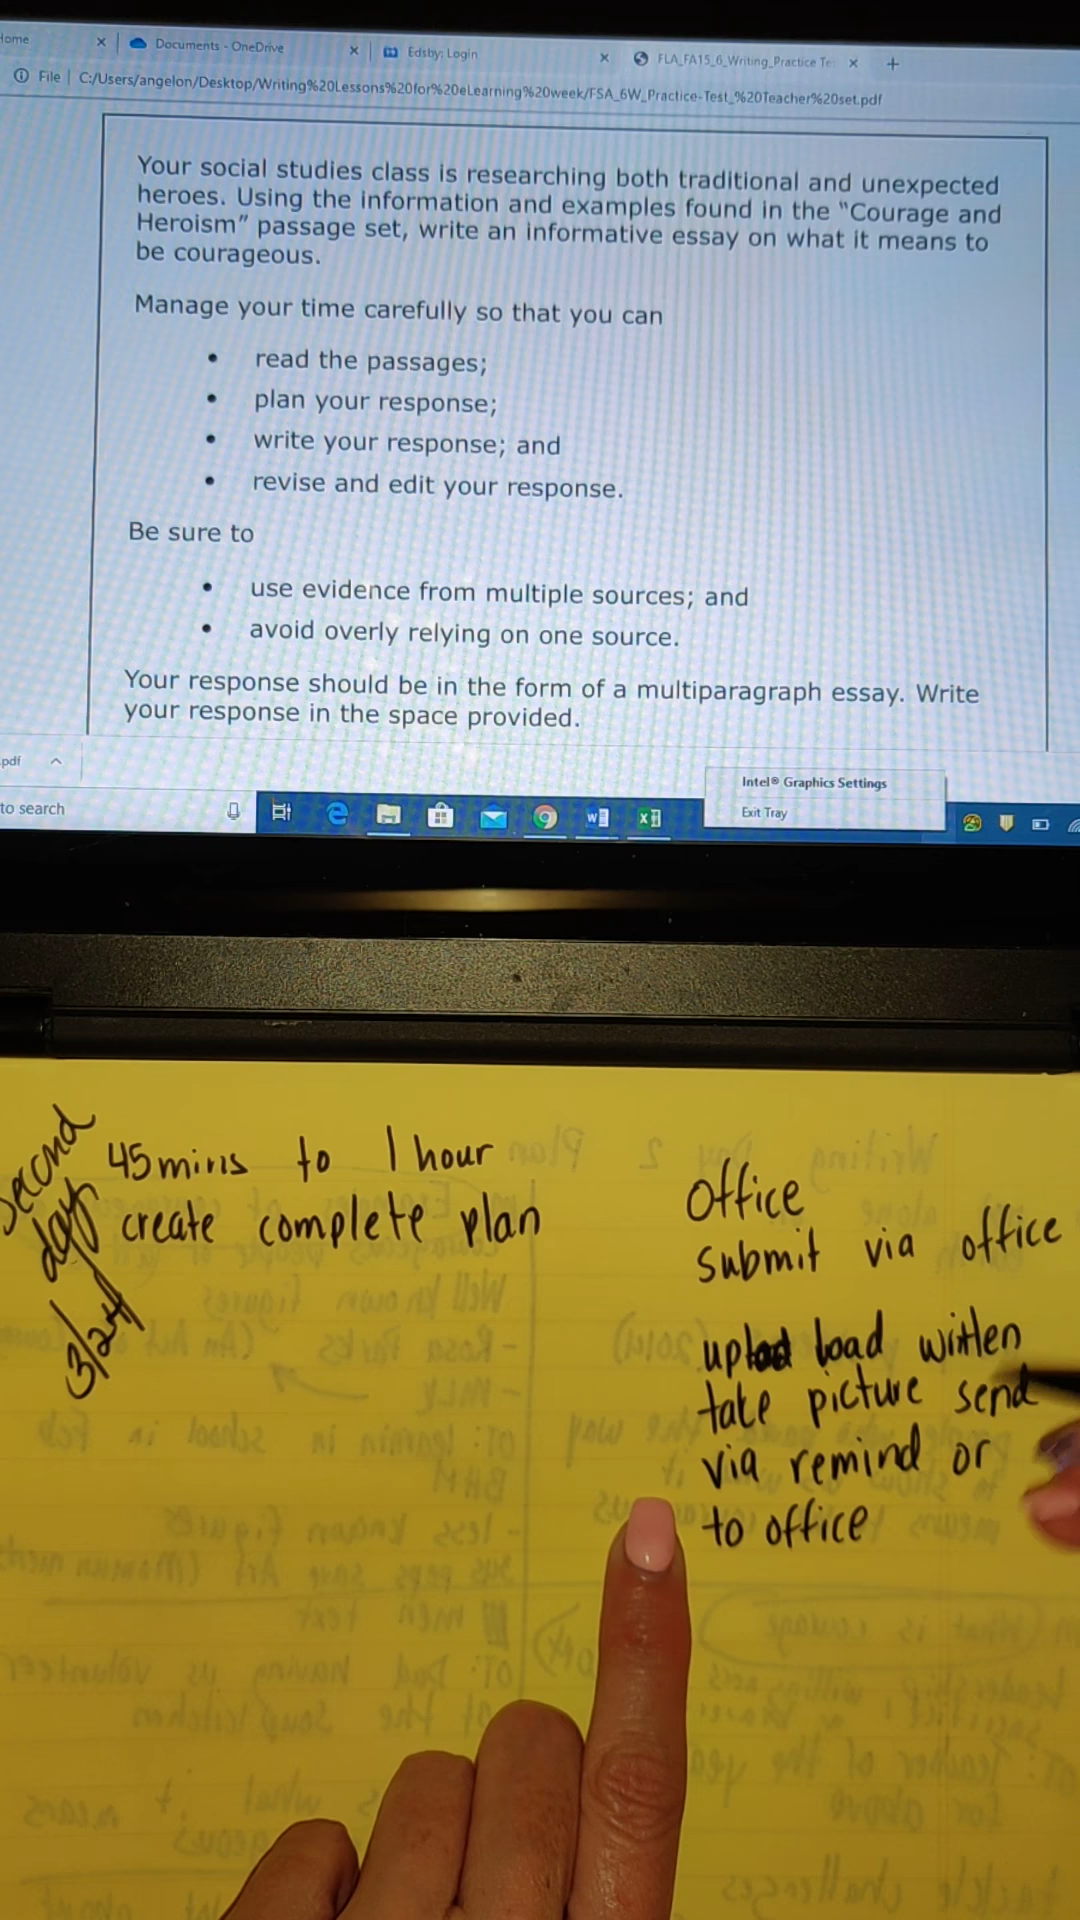 Home
Documents - OneDrive
Edsby: Login
FLA_FA15_6_Writing_Practice Te
File | C:/Users/angelon/Desktop/Writing%20Lessons%20for%20eLearning%20week/FSA_6W_Practice-Test_%20Teacher%20set.pdf
Your social studies class is researching both traditional and unexpected
heroes. Using the information and examples found in the "Courage and
Heroism" passage set, write an informative essay on what it means to
be courageous.
Manage your time carefully so that you can
• read the passages;
• plan your response;
• write your response; and
• revise and edit your response.
Be sure to
• use evidence from multiple sources; and
• avoid overly relying on one source.
Your response should be in the form of a multiparagraph essay. Write
your response in the space provided.
.pdf
to search
Intel® Graphics Settings
Exit Tray
Second
day
3/24
45 mins to 1 hour
create complete plan
Office
submit via office
upload written
take picture send
via remind or
to office